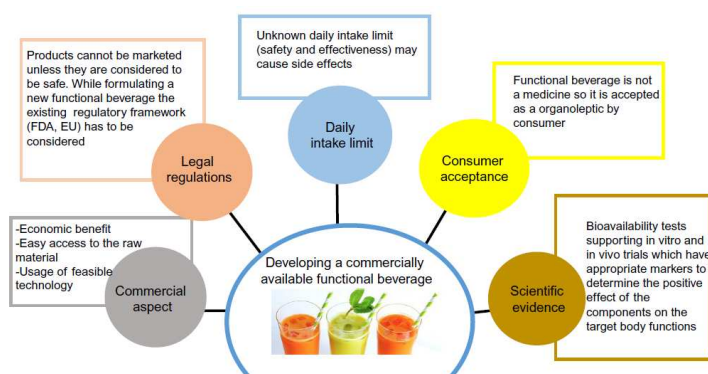 Products cannot be marketed
unless they are considered to
be safe. While formulating a
new functional beverage the
existing regulatory framework
(FDA, EU) has to be
considered
Legal
regulations
Unknown daily intake limit
(safety and effectiveness) may
cause side effects
Daily
intake limit
Functional beverage is not
a medicine so it is accepted
as a organoleptic by
consumer
Consumer
acceptance
-Economic benefit
-Easy access to the raw
material
-Usage of feasible
technology
Commercial
aspect
Developing a commercially
available functional beverage
Bioavailability tests
supporting in vitro and
in vivo trials which have
appropriate markers to
determine the positive
effect of the
components on the
target body functions
Scientific
evidence